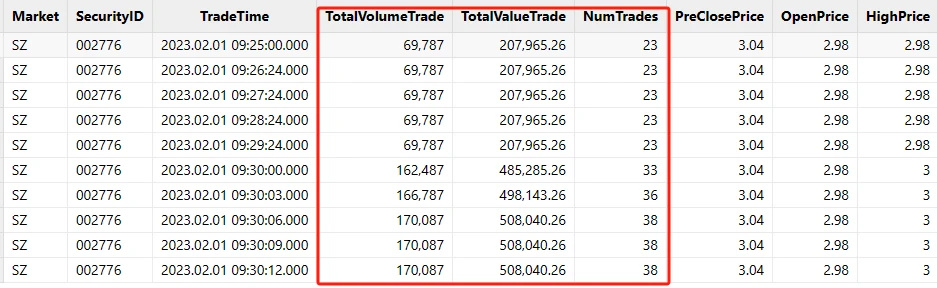 Market SecurityID TradeTime TotalVolumeTrade TotalValueTrade NumTrades PreClosePrice OpenPrice HighPrice
SZ 002776 2023.02.01 09:25:00.000 69,787 207,965.26 23 3.04 2.98 2.98
SZ 002776 2023.02.01 09:26:24.000 69,787 207,965.26 23 3.04 2.98 2.98
SZ 002776 2023.02.01 09:27:24.000 69,787 207,965.26 23 3.04 2.98 2.98
SZ 002776 2023.02.01 09:28:24.000 69,787 207,965.26 23 3.04 2.98 2.98
SZ 002776 2023.02.01 09:29:24.000 69,787 207,965.26 23 3.04 2.98 2.98
SZ 002776 2023.02.01 09:30:00.000 162,487 485,285.26 33 3.04 2.98 3
SZ 002776 2023.02.01 09:30:03.000 166,787 498,143.26 36 3.04 2.98 3
SZ 002776 2023.02.01 09:30:06.000 170,087 508,040.26 38 3.04 2.98 3
SZ 002776 2023.02.01 09:30:09.000 170,087 508,040.26 38 3.04 2.98 3
SZ 002776 2023.02.01 09:30:12.000 170,087 508,040.26 38 3.04 2.98 3